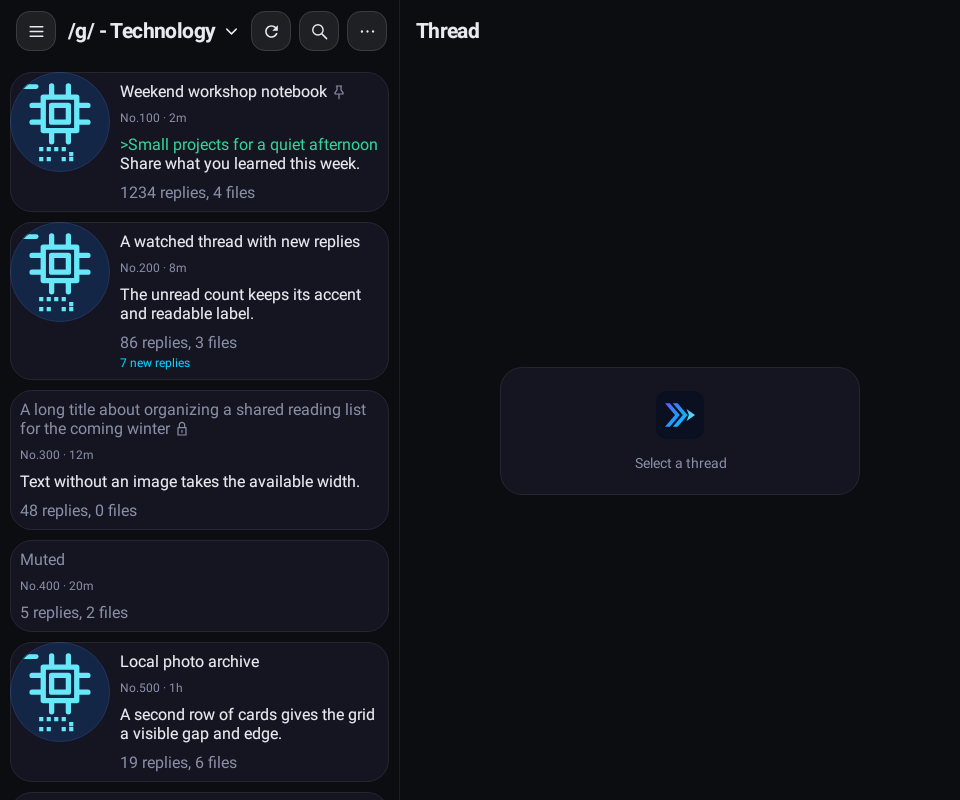 /g/ - Technology
Thread
Weekend workshop notebook
No.100 · 2m
>Small projects for a quiet afternoon
Share what you learned this week.
1234 replies, 4 files
A watched thread with new replies
No.200 · 8m
The unread count keeps its accent
and readable label.
86 replies, 3 files
7 new replies
A long title about organizing a shared reading list
for the coming winter
No.300 · 12m
Text without an image takes the available width.
48 replies, 0 files
Muted
No.400 · 20m
5 replies, 2 files
Local photo archive
No.500 · 1h
A second row of cards gives the grid
a visible gap and edge.
19 replies, 6 files
Select a thread